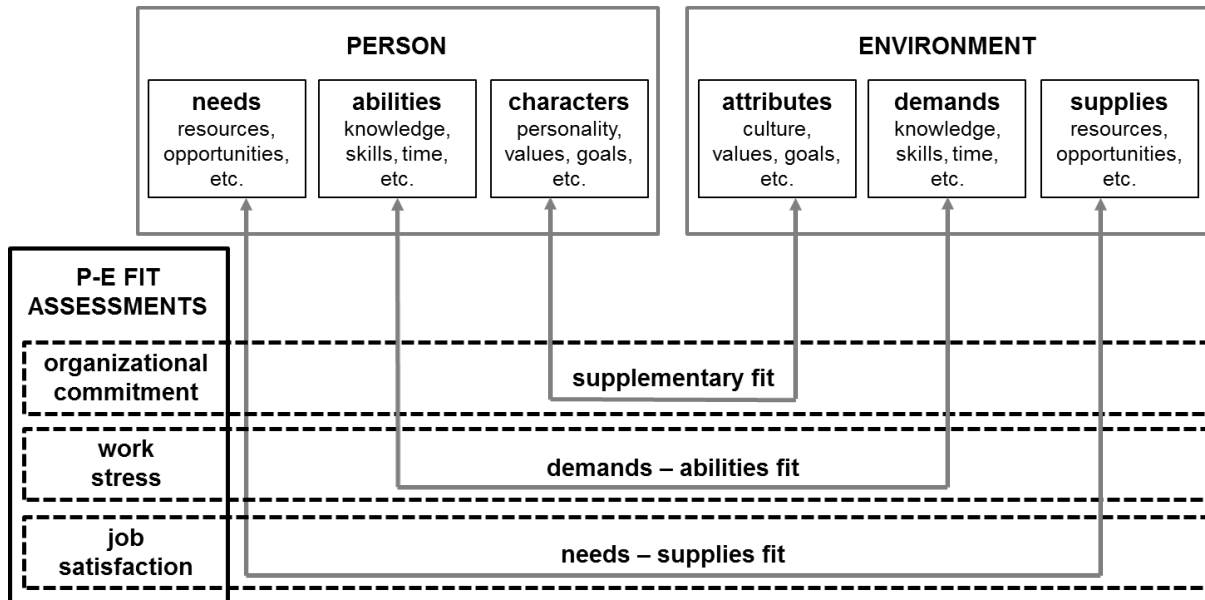 PERSON
needs
resources,
opportunities,
etc.
abilities
knowledge,
skills, time,
etc.
characters
personality,
values, goals,
etc.
ENVIRONMENT
attributes
culture,
values, goals,
etc.
demands
knowledge,
skills, time,
etc.
supplies
resources,
opportunities,
etc.
P-E FIT
ASSESSMENTS
organizational
commitment
supplementary fit
work
stress
demands – abilities fit
job
satisfaction
needs – supplies fit